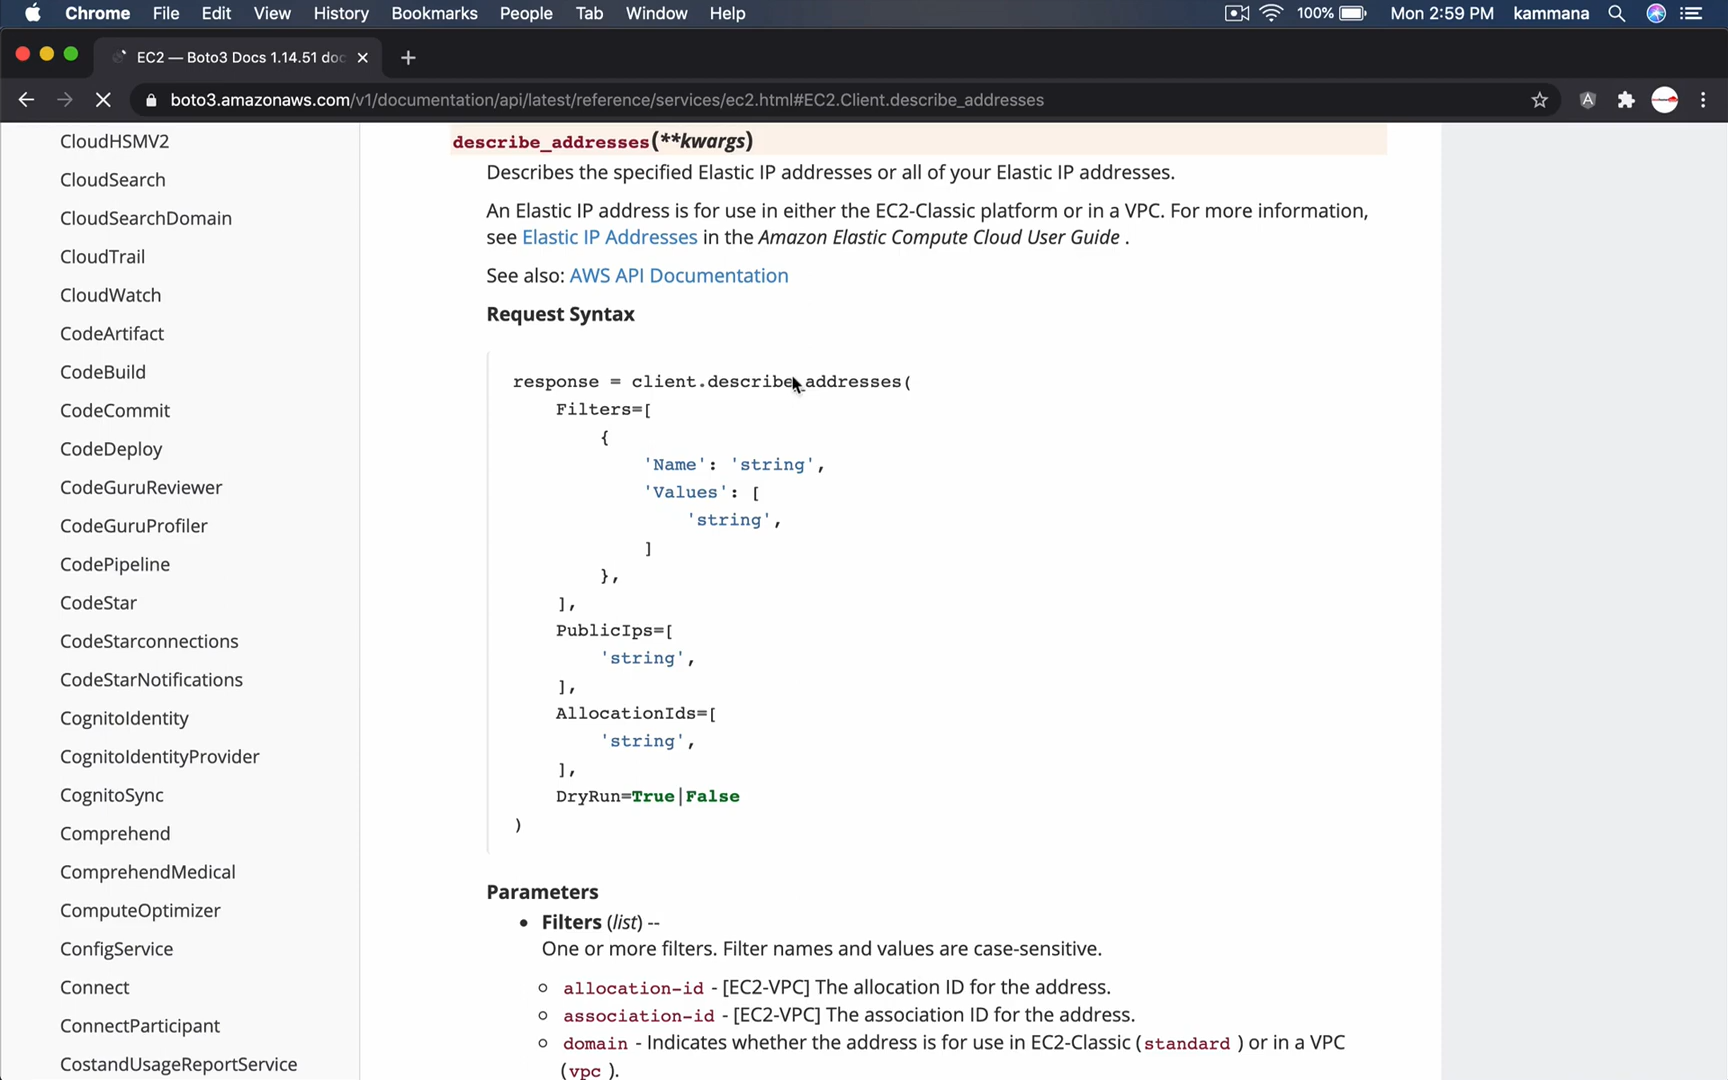 Chrome File Edit View History Bookmarks People Tab Window Help 100% Mon 2:59 PM kammana
EC2 — Boto3 Docs 1.14.51 doc
boto3.amazonaws.com/v1/documentation/api/latest/reference/services/ec2.html#EC2.Client.describe_addresses
CloudHSMV2
CloudSearch
CloudSearchDomain
CloudTrail
CloudWatch
CodeArtifact
CodeBuild
CodeCommit
CodeDeploy
CodeGuruReviewer
CodeGuruProfiler
CodePipeline
CodeStar
CodeStarconnections
CodeStarNotifications
CognitoIdentity
CognitoIdentityProvider
CognitoSync
Comprehend
ComprehendMedical
ComputeOptimizer
ConfigService
Connect
ConnectParticipant
CostandUsageReportService
describe_addresses(**kwargs)
Describes the specified Elastic IP addresses or all of your Elastic IP addresses.
An Elastic IP address is for use in either the EC2-Classic platform or in a VPC. For more information,
see Elastic IP Addresses in the Amazon Elastic Compute Cloud User Guide .
See also: AWS API Documentation
Request Syntax
response = client.describe_addresses(
Filters=[
{
'Name': 'string',
'Values': [
'string',
]
},
],
PublicIps=[
'string',
],
AllocationIds=[
'string',
],
DryRun=True|False
)
Parameters
• Filters (list) --
One or more filters. Filter names and values are case-sensitive.
allocation-id - [EC2-VPC] The allocation ID for the address.
association-id - [EC2-VPC] The association ID for the address.
domain - Indicates whether the address is for use in EC2-Classic (standard ) or in a VPC
(vpc ).